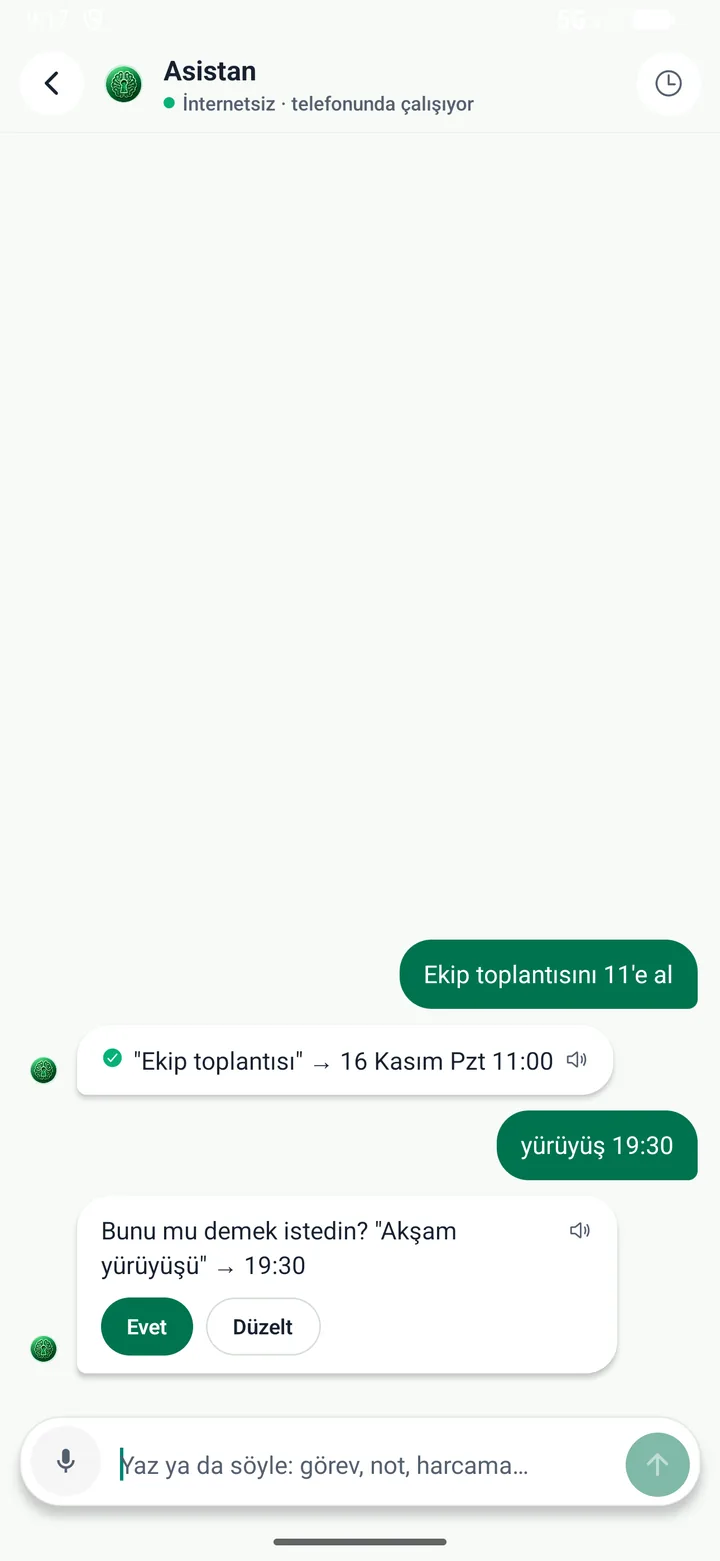 Asistan
İnternetsiz · telefonunda çalışıyor
Ekip toplantısını 11'e al
"Ekip toplantısı" → 16 Kasım Pzt 11:00
yürüyüş 19:30
Bunu mu demek istedin? "Akşam
yürüyüşü" → 19:30
Evet
Düzelt
Yaz ya da söyle: görev, not, harcama…